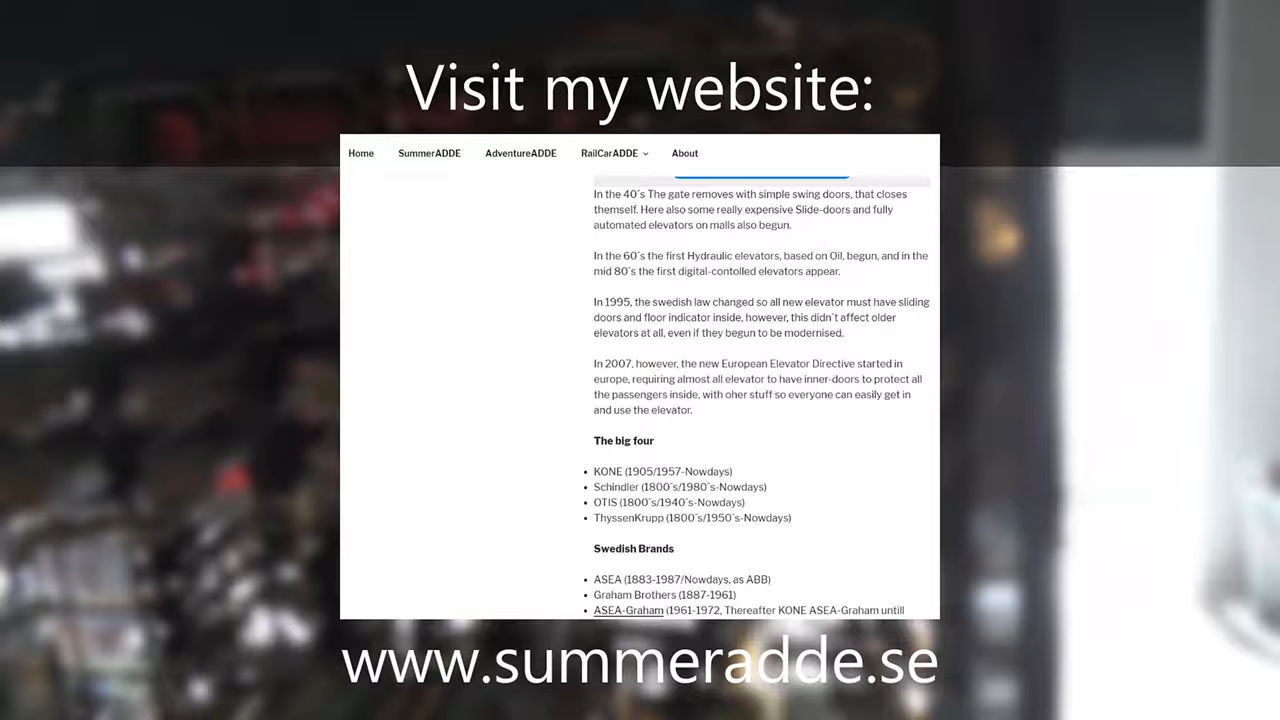 Visit my website:
Home SummerADDE AdventureADDE RailCarADDE About
In the 40´s The gate removes with simple swing doors, that closes
themself. Here also some really expensive Slide-doors and fully
automated elevators on malls also begun.
In the 60´s the first Hydraulic elevators, based on Oil, begun, and in the
mid 80´s the first digital-contolled elevators appear.
In 1995, the swedish law changed so all new elevator must have sliding
doors and floor indicator inside, however, this didn´t affect older
elevators at all, even if they begun to be modernised.
In 2007, however, the new European Elevator Directive started in
europe, requiring almost all elevator to have inner-doors to protect all
the passengers inside, with oher stuff so everyone can easily get in
and use the elevator.
The big four
• KONE (1905/1957-Nowdays)
• Schindler (1800´s/1980´s-Nowdays)
• OTIS (1800´s/1940´s-Nowdays)
• ThyssenKrupp (1800´s/1950´s-Nowdays)
Swedish Brands
• ASEA (1883-1987/Nowdays, as ABB)
• Graham Brothers (1887-1961)
• ASEA-Graham (1961-1972, Thereafter KONE ASEA-Graham untill
www.summeradde.se